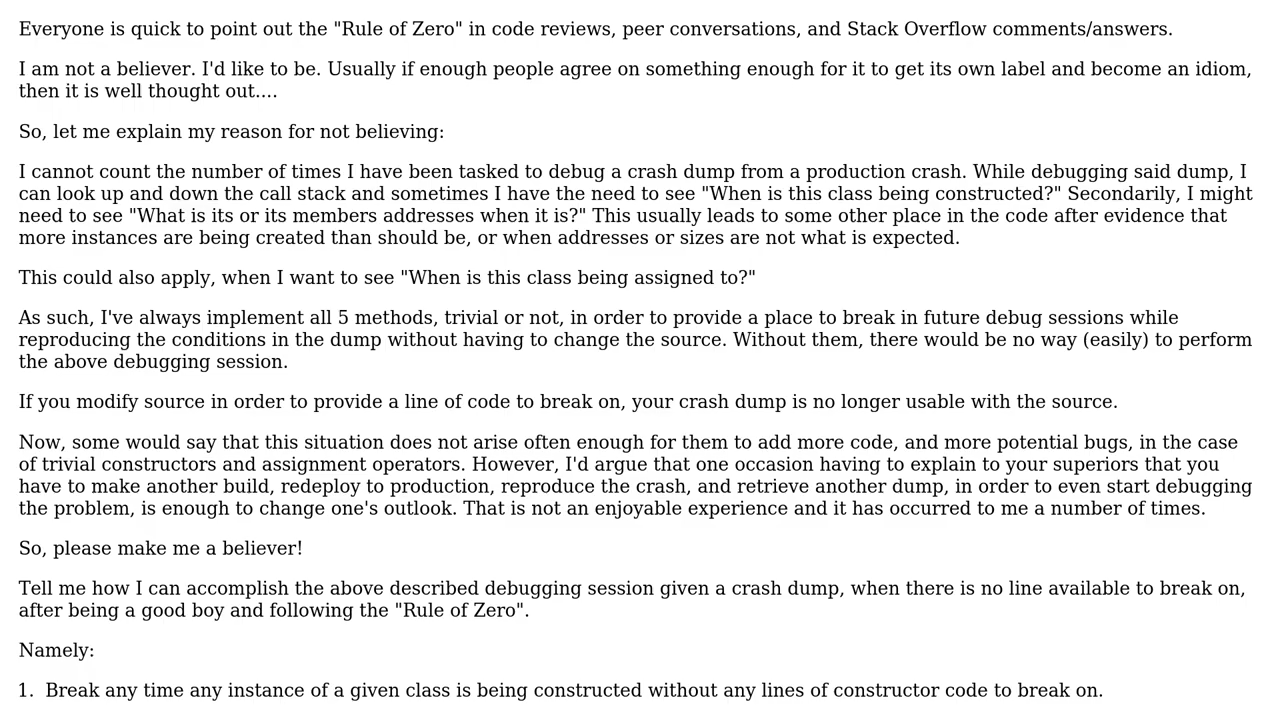 Everyone is quick to point out the "Rule of Zero" in code reviews, peer conversations, and Stack Overflow comments/answers.
I am not a believer. I'd like to be. Usually if enough people agree on something enough for it to get its own label and become an idiom,
then it is well thought out....
So, let me explain my reason for not believing:
I cannot count the number of times I have been tasked to debug a crash dump from a production crash. While debugging said dump, I
can look up and down the call stack and sometimes I have the need to see "When is this class being constructed?" Secondarily, I might
need to see "What is its or its members addresses when it is?" This usually leads to some other place in the code after evidence that
more instances are being created than should be, or when addresses or sizes are not what is expected.
This could also apply, when I want to see "When is this class being assigned to?"
As such, I've always implement all 5 methods, trivial or not, in order to provide a place to break in future debug sessions while
reproducing the conditions in the dump without having to change the source. Without them, there would be no way (easily) to perform
the above debugging session.
If you modify source in order to provide a line of code to break on, your crash dump is no longer usable with the source.
Now, some would say that this situation does not arise often enough for them to add more code, and more potential bugs, in the case
of trivial constructors and assignment operators. However, I'd argue that one occasion having to explain to your superiors that you
have to make another build, redeploy to production, reproduce the crash, and retrieve another dump, in order to even start debugging
the problem, is enough to change one's outlook. That is not an enjoyable experience and it has occurred to me a number of times.
So, please make me a believer!
Tell me how I can accomplish the above described debugging session given a crash dump, when there is no line available to break on,
after being a good boy and following the "Rule of Zero".
Namely:
1. Break any time any instance of a given class is being constructed without any lines of constructor code to break on.